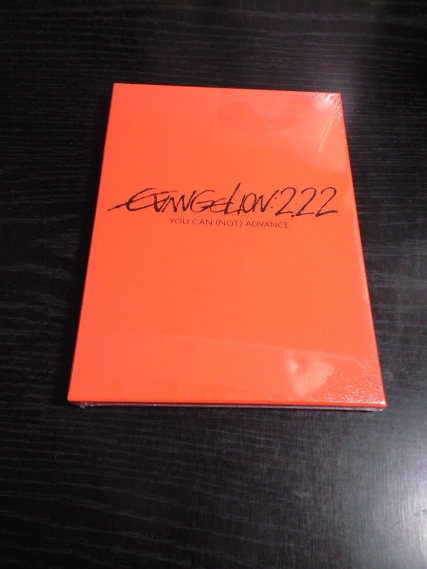 EVANGELION:2.22
YOU CAN (NOT) ADVANCE.